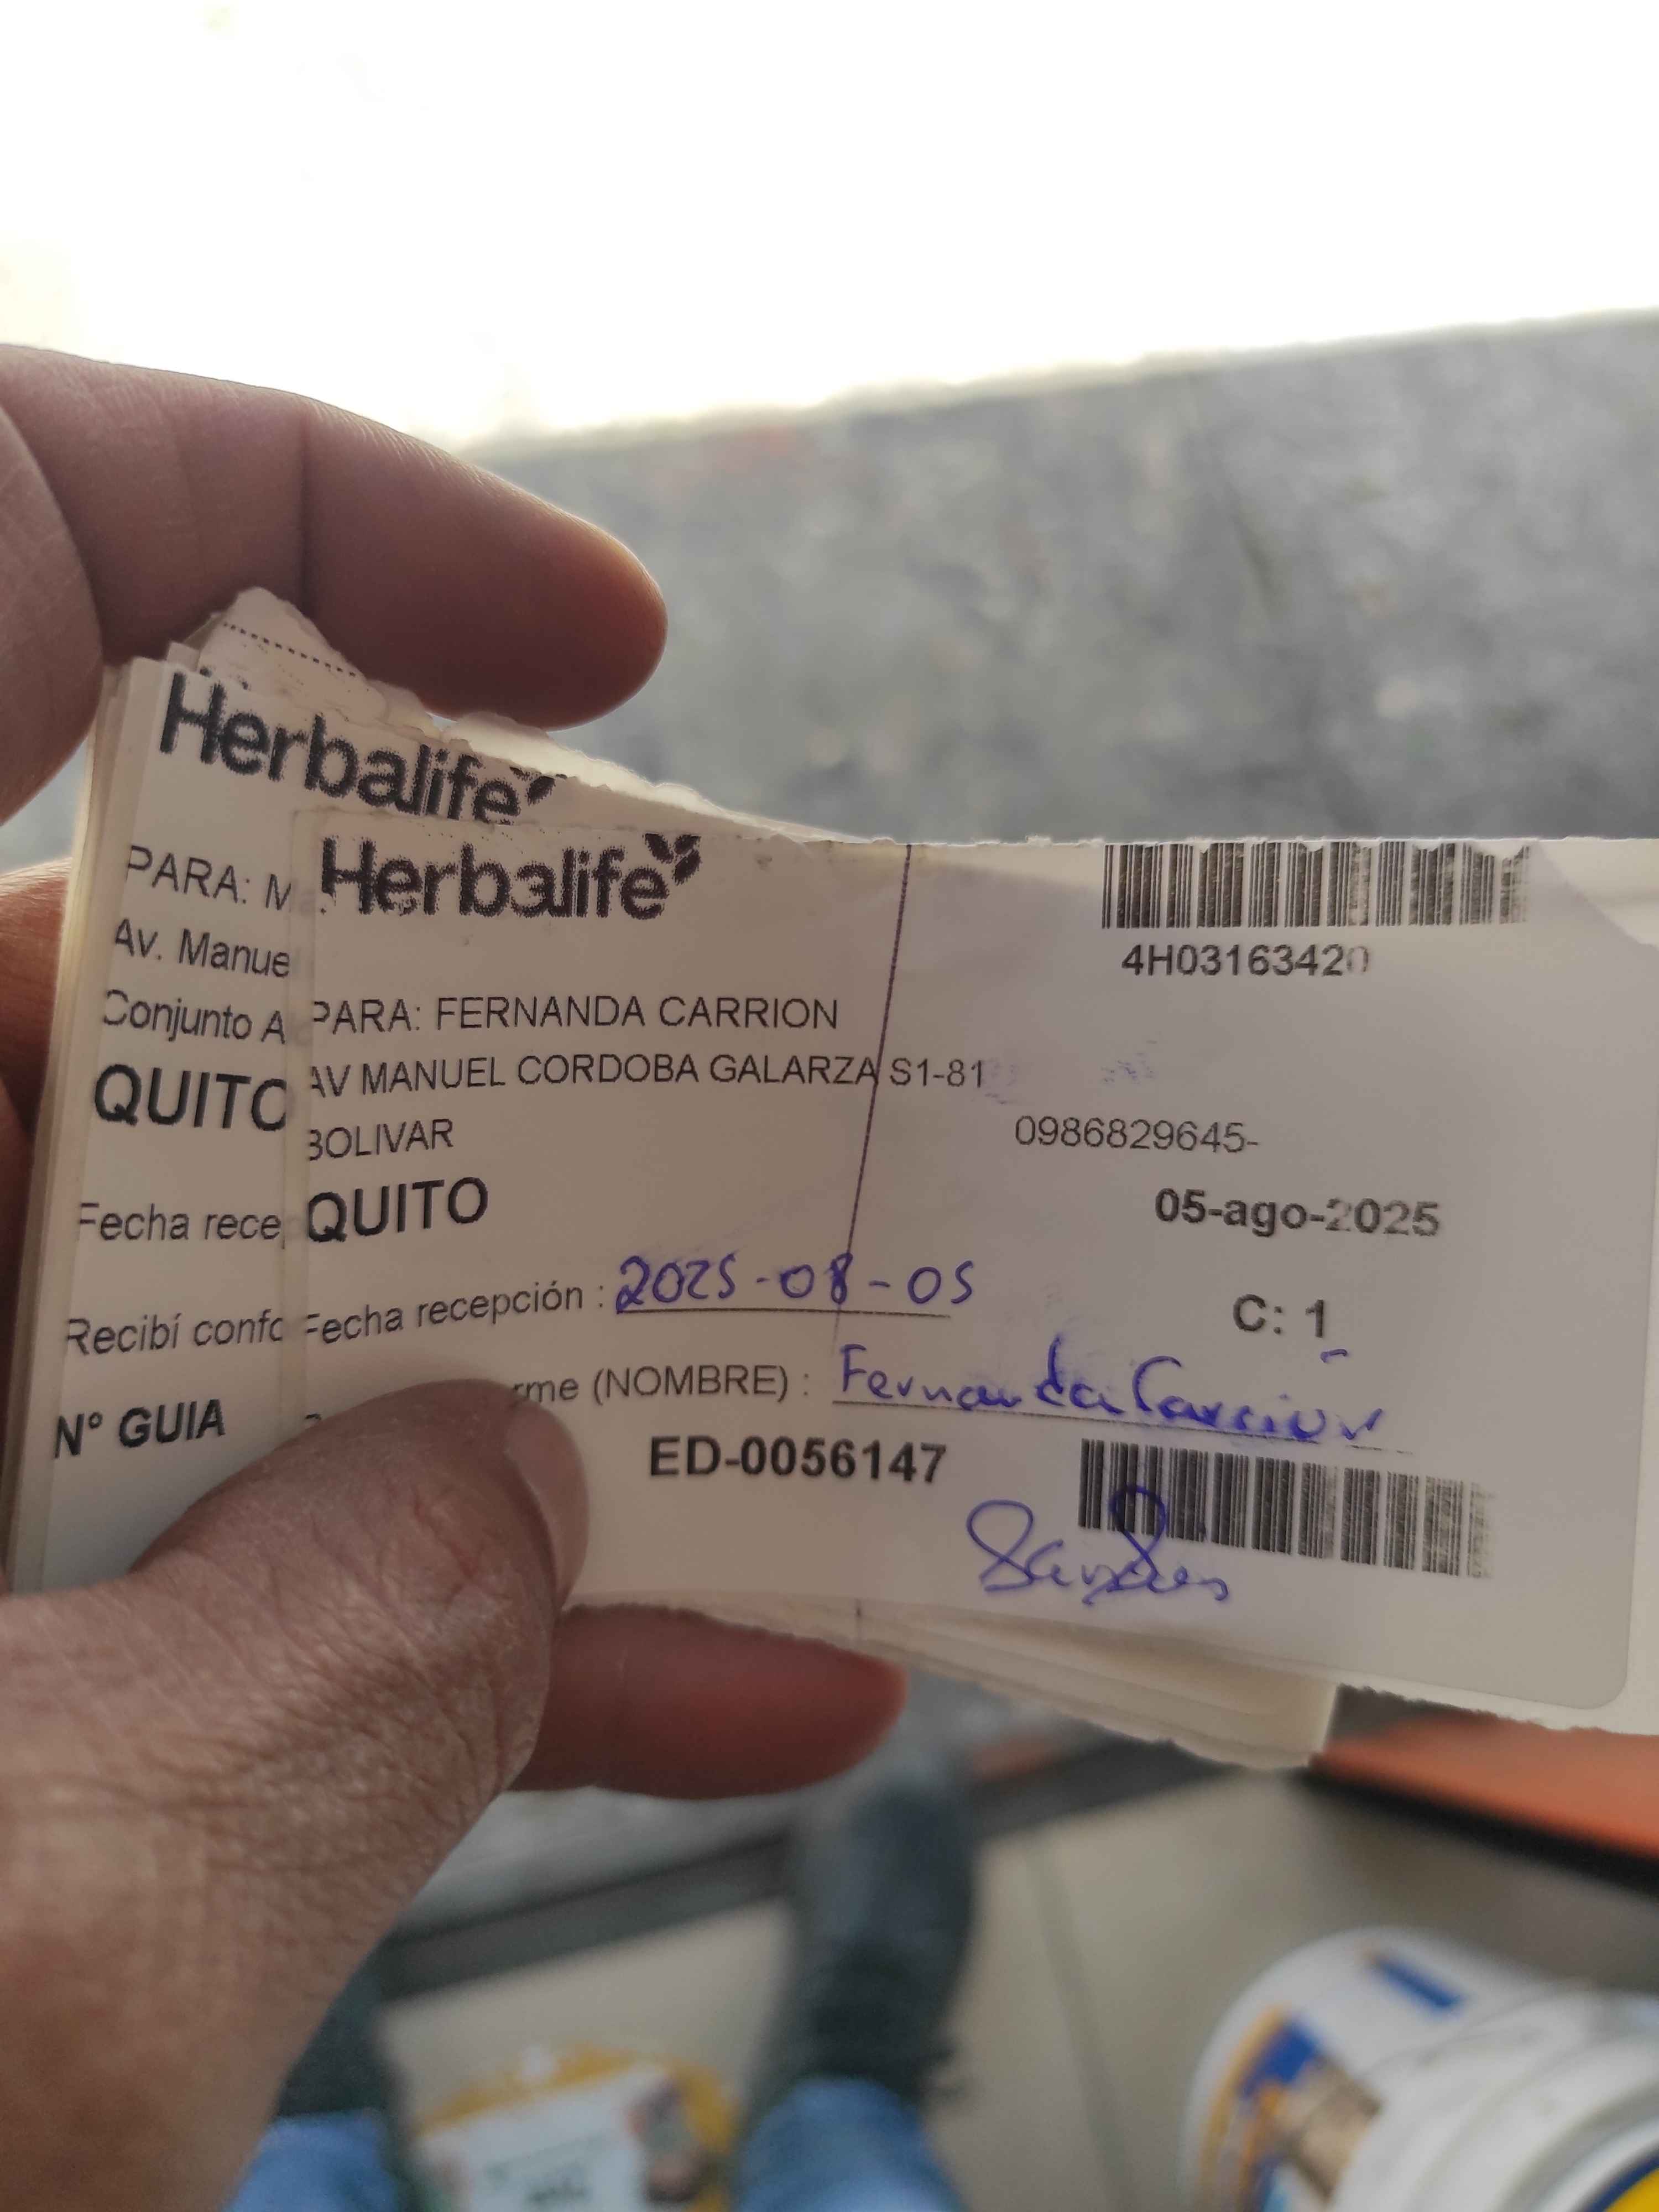 Herbalife
PARA: M
Av. Manue
Conjunto A
QUITO
Fecha rece
Recibí confo
N° GUIA
Herbalife
4H03163420
PARA: FERNANDA CARRION
AV MANUEL CORDOBA GALARZA S1-81
BOLIVAR
0986829645-
QUITO
05-ago-2025
Fecha recepción : 2025-08-05
C: 1
rme (NOMBRE) : Fernanda Carrión
ED-0056147